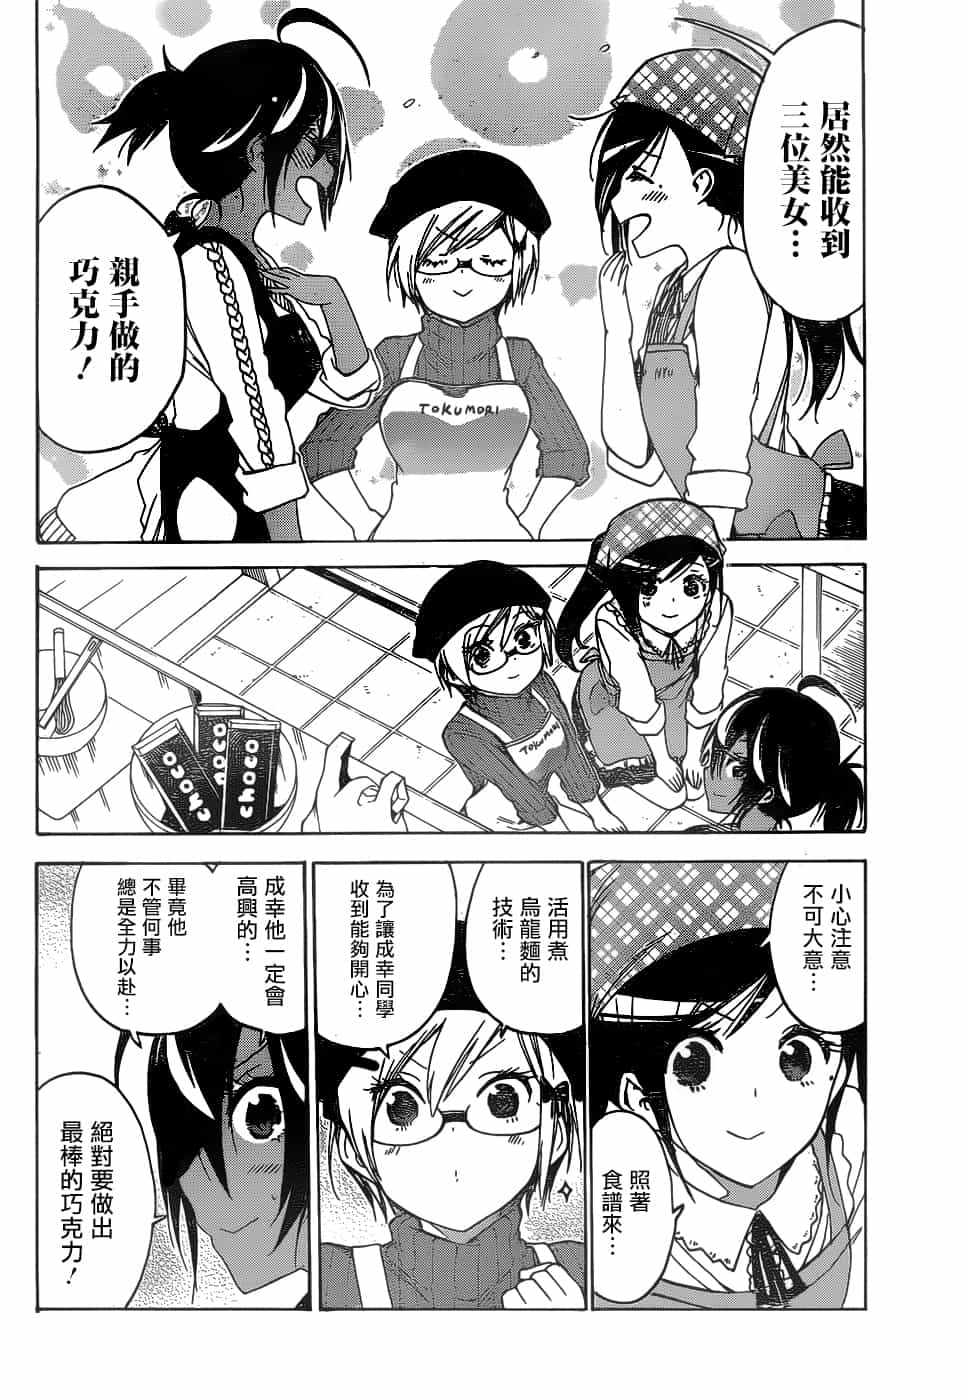 居然能收到
三位美女…
親手做的
巧克力！
NYU
TOKUMORI
TOKUMORI
choco
choco
choco
小心注意
不可大意…
照著
食譜來…
活用煮
烏龍麵的
技術…
為了讓成幸同學
收到能夠開心…
成幸他一定會
高興的…
畢竟他
不管何事
總是全力以赴…
絕對要做出
最棒的巧克力！